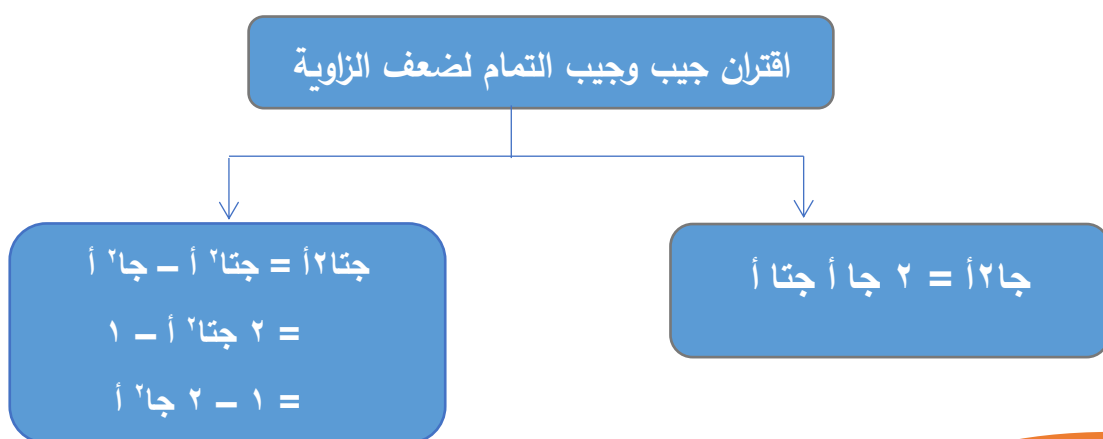 اقتران جيب وجيب التمام لضعف الزاوية
جا٢أ = ٢ جا أ جتا أ
جتا٢أ = جتا٢ أ – جا٢ أ
= ٢ جتا٢ أ – ١
= ١ – ٢ جا٢ أ